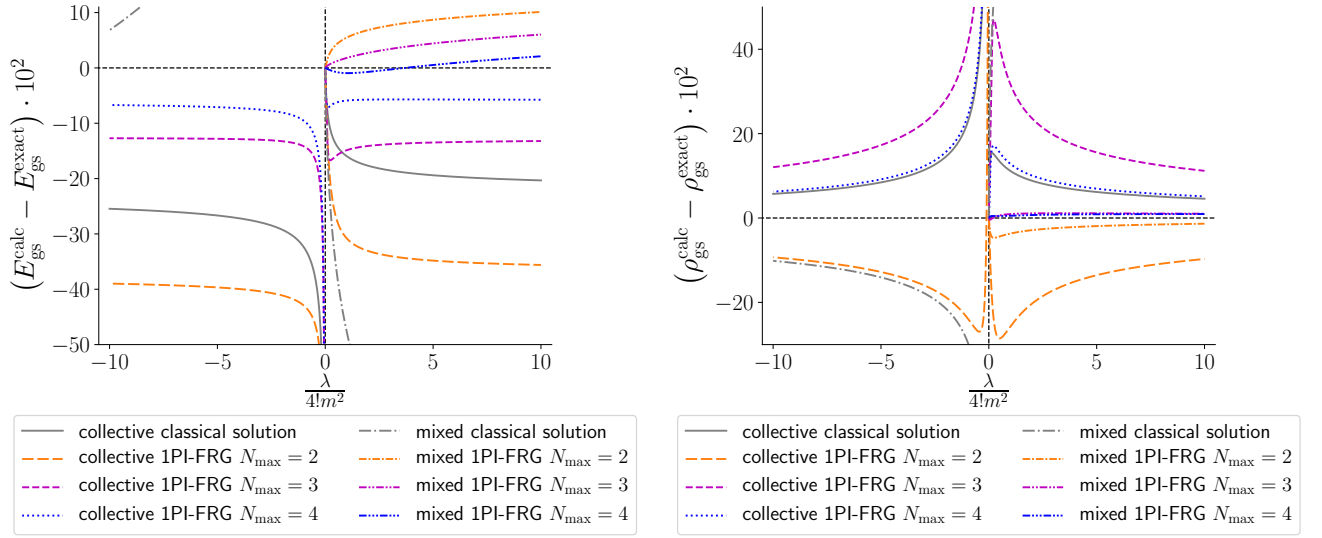 (E_gs^calc − E_gs^exact) · 10^2
10
0
−10
−20
−30
−40
−50
−10
−5
0
5
10
λ
4!m^2
collective classical solution
collective 1PI-FRG N_max = 2
collective 1PI-FRG N_max = 3
collective 1PI-FRG N_max = 4
mixed classical solution
mixed 1PI-FRG N_max = 2
mixed 1PI-FRG N_max = 3
mixed 1PI-FRG N_max = 4
(ρ_gs^calc − ρ_gs^exact) · 10^2
40
20
0
−20
−10
−5
0
5
10
λ
4!m^2
collective classical solution
collective 1PI-FRG N_max = 2
collective 1PI-FRG N_max = 3
collective 1PI-FRG N_max = 4
mixed classical solution
mixed 1PI-FRG N_max = 2
mixed 1PI-FRG N_max = 3
mixed 1PI-FRG N_max = 4